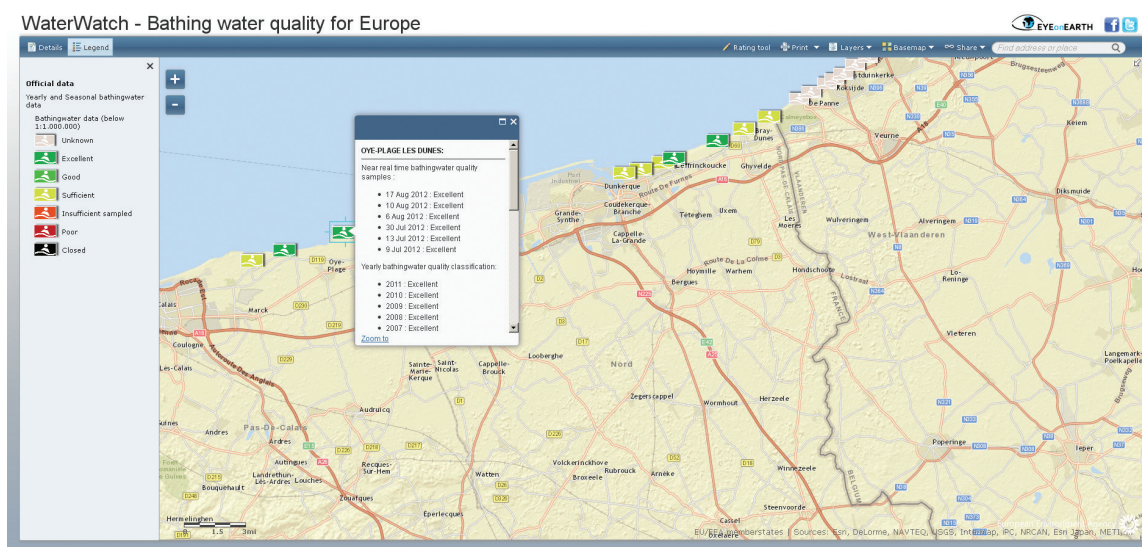 WaterWatch - Bathing water quality for Europe
EYEonEARTH
Details
Legend
Rating tool
Print
Layers
Basemap
Share
Find address or place
Official data
Yearly and Seasonal bathingwater
data
Bathingwater data (below
1:1.000.000)
Unknown
Excellent
Good
Sufficient
Insufficient sampled
Poor
Closed
OYE-PLAGE LES DUNES:
Near real time bathingwater quality
samples :
17 Aug 2012 : Excellent
10 Aug 2012 : Excellent
6 Aug 2012 : Excellent
30 Jul 2012 : Excellent
13 Jul 2012 : Excellent
9 Jul 2012 : Excellent
Yearly bathingwater quality classification:
2011 : Excellent
2010 : Excellent
2009 : Excellent
2008 : Excellent
2007 : Excellent
Zoom to
Koksijde
De Panne
Brugsesteenweg
Keiem
Veurne
Bray-
Dunes
Leffrinckoucke
Ghyvelde
Dunkerque
Route De Furnes
Port
Industriel
Coudekerque-
Branche
Grande-
Synthe
Cappelle-
La-Grande
Teteghem
Uxem
Les
Moeres
Wulveringem
Alveringem
Diksmuide
West-Vlaanderen
Route De La Colme
Hoymille
Warhem
Hondschoote
Lostraat
Lo-
Reninge
Bergues
FRANCE
Oye-
Plage
Marck
Coulogne
Autoroute Des Anglais
Les-Calais
Sainte-
Marie-
Kerque
Saint-
Nicolas
Cappelle-
Brouck
Looberghe
Nord
Vleteren
Langemark-
Poelkapelle
Brugseweg
Zegerscappel
Wormhout
Herzeele
Audruicq
Pas-De-Calais
Andres
Ardres
Autingues
Landrethun-
Lès-Ardres
Louches
Bouquehault
Recques-
Sur-Hem
Zouafques
Watten
Volckerinckhove
Rubrouck
Broxeele
Arnèke
Winnezeele
Poperinge
Ieper
BELGIUM
Steenvoorde
Cassel
Oxelaere
Eperlecques
Hermelinghen
0 1.5 3mi
EU/EEA memberstates | Sources: Esri, DeLorme, NAVTEQ, USGS, Intermap, iPC, NRCAN, Esri Japan, METI,